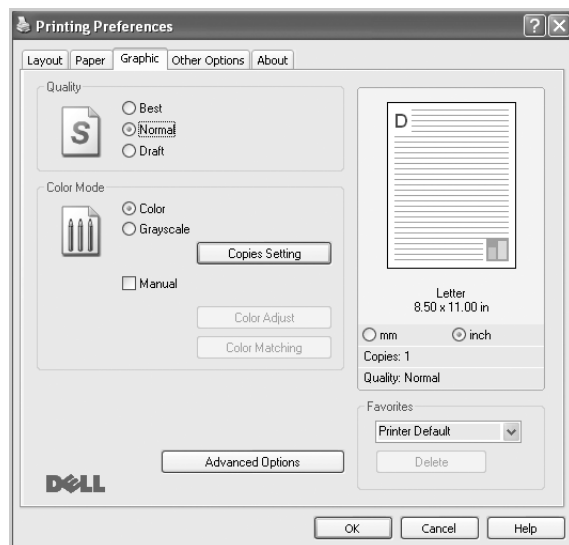 Printing Preferences
Layout Paper Graphic Other Options About
Quality
S
Best
Normal
Draft
Color Mode
Color
Grayscale
Copies Setting
Manual
Color Adjust
Color Matching
Advanced Options
DELL
D
Letter
8.50 x 11.00 in
mm inch
Copies: 1
Quality: Normal
Favorites
Printer Default
Delete
OK Cancel Help